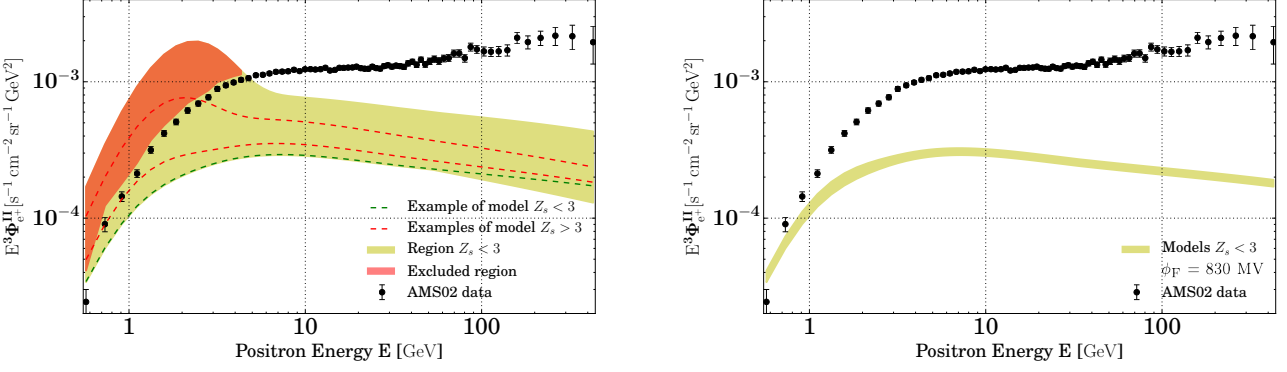 E³Φ^II_e⁺[s⁻¹ cm⁻² sr⁻¹ GeV²]
10⁻³
10⁻⁴
Example of model Z_s < 3
Examples of model Z_s > 3
Region Z_s < 3
Excluded region
AMS02 data
1 10 100
Positron Energy E [GeV]
E³Φ^II_e⁺[s⁻¹ cm⁻² sr⁻¹ GeV²]
10⁻³
10⁻⁴
Models Z_s < 3
ϕ_F = 830 MV
AMS02 data
1 10 100
Positron Energy E [GeV]